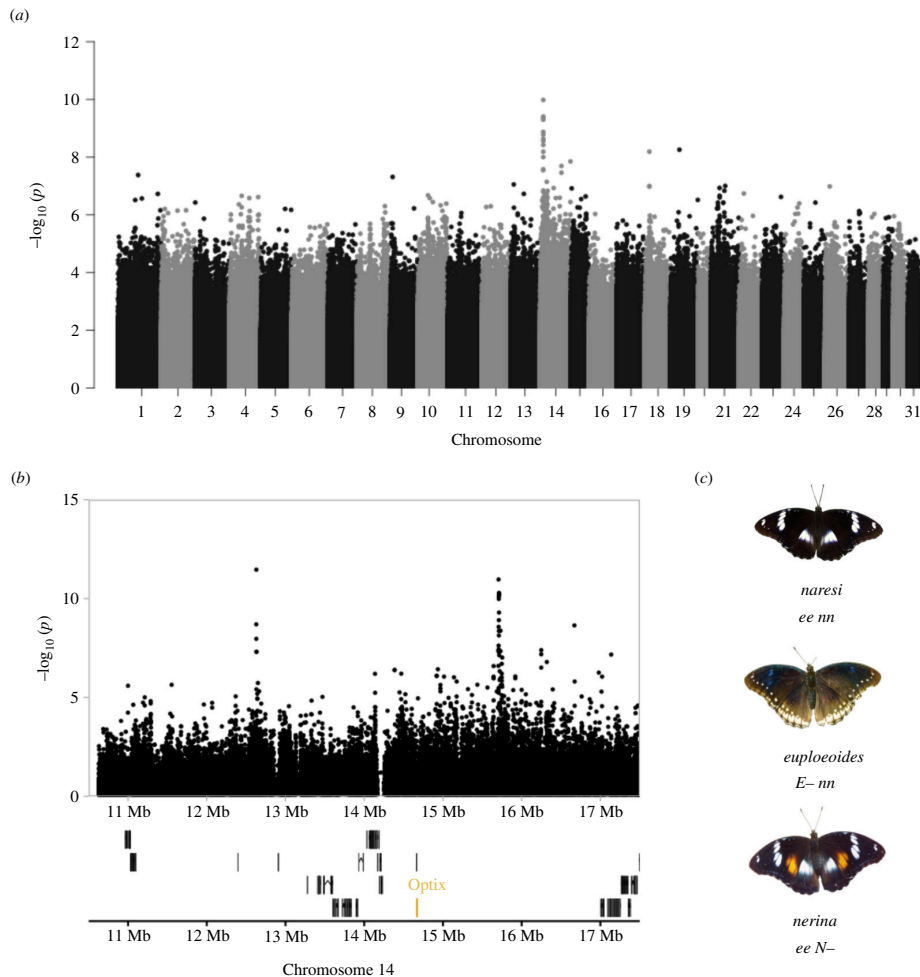 (a)
12
10
8
6
4
2
0
–log10 (p)
1 2 3 4 5 6 7 8 9 10 11 12 13 14 16 17 18 19 21 22 24 26 28 31
Chromosome
(b)
15
10
5
0
–log10 (p)
11 Mb 12 Mb 13 Mb 14 Mb 15 Mb 16 Mb 17 Mb
Optix
11 Mb 12 Mb 13 Mb 14 Mb 15 Mb 16 Mb 17 Mb
Chromosome 14
(c)
naresi
ee nn
euploeoides
E– nn
nerina
ee N–